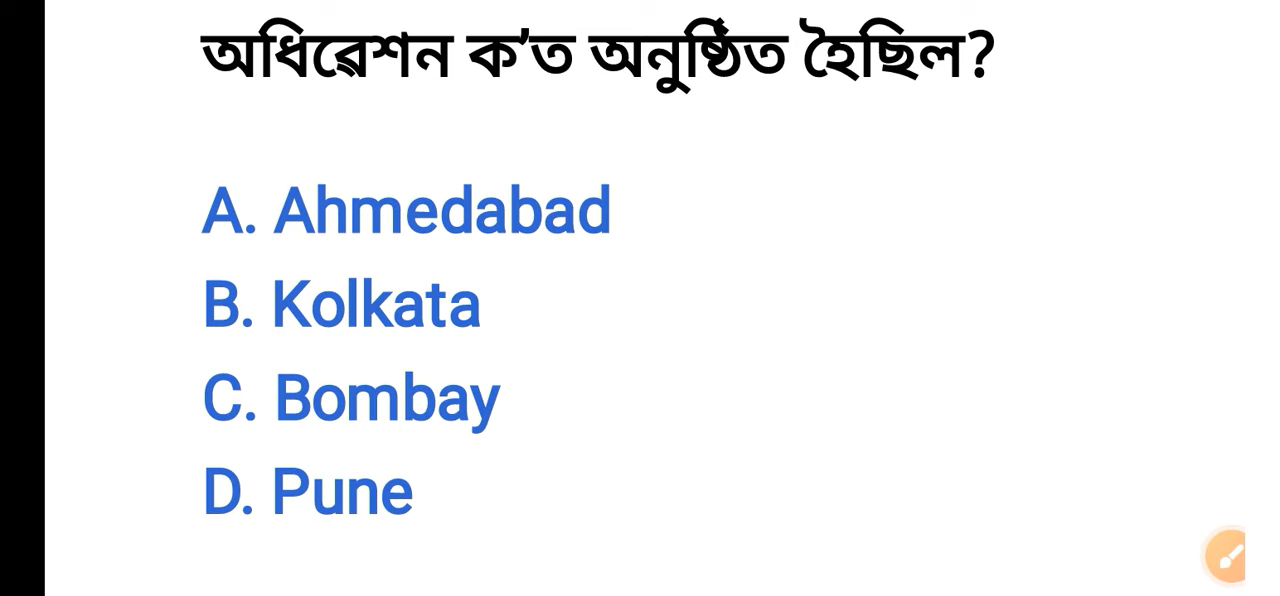 অধিৱেশন ক'ত অনুষ্ঠিত হৈছিল?
A. Ahmedabad
B. Kolkata
C. Bombay
D. Pune